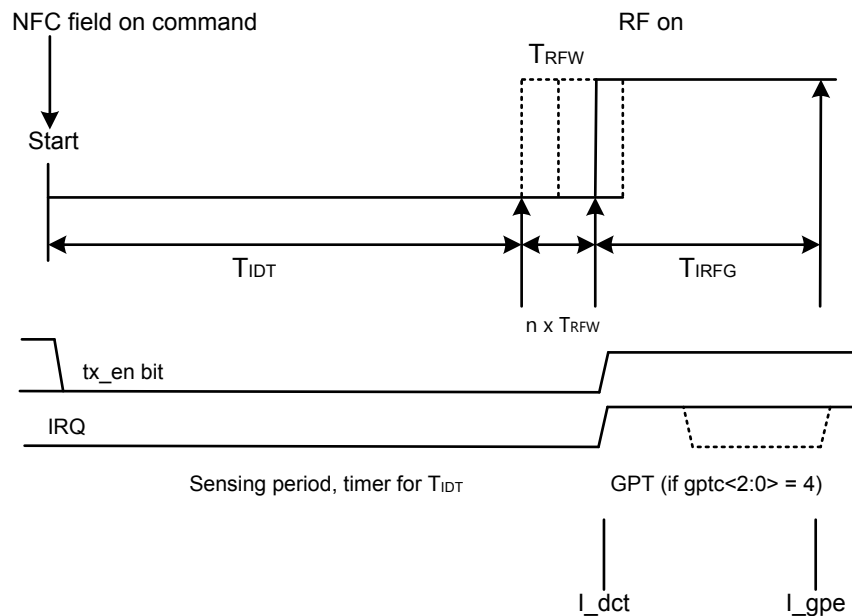 NFC field on command
RF on
TRFW
Start
TIDT
TIRFG
n x TRFW
tx_en bit
IRQ
Sensing period, timer for TIDT
GPT (if gptc<2:0> = 4)
I_dct
I_gpe